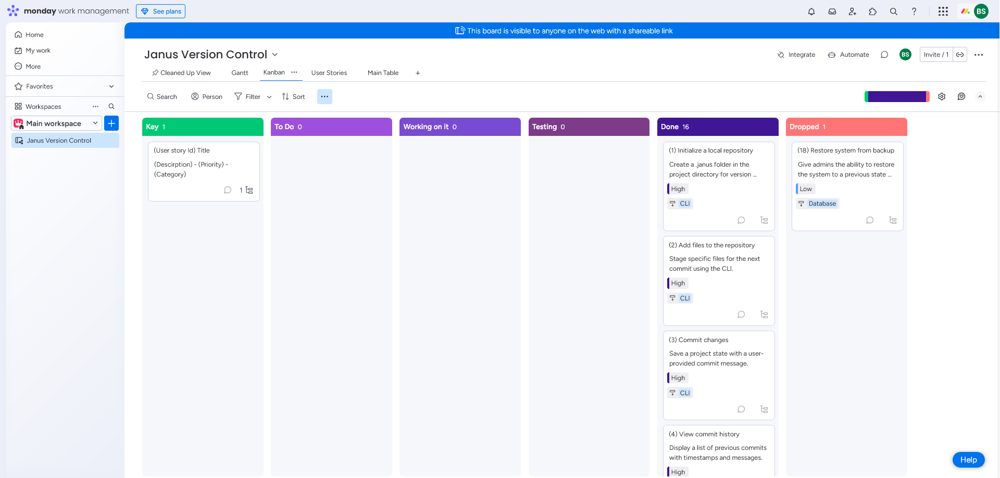 monday work management
See plans
BS
Home
My work
More
Favorites
Workspaces
Main workspace
Janus Version Control
This board is visible to anyone on the web with a shareable link
Janus Version Control
Integrate
Automate
BS
Invite / 1
Cleaned Up View
Gantt
Kanban
User Stories
Main Table
Search
Person
Filter
Sort
Key 1
(User story Id) Title
(Descirption) - (Priority) -
(Category)
1
To Do 0
Working on it 0
Testing 0
Done 16
(1) Initialize a local repository
Create a .janus folder in the
project directory for version ...
High
CLI
(2) Add files to the repository
Stage specific files for the next
commit using the CLI.
High
CLI
(3) Commit changes
Save a project state with a user-
provided commit message.
High
CLI
(4) View commit history
Display a list of previous commits
with timestamps and messages.
High
Dropped 1
(18) Restore system from backup
Give admins the ability to restore
the system to a previous state ...
Low
Database
Help